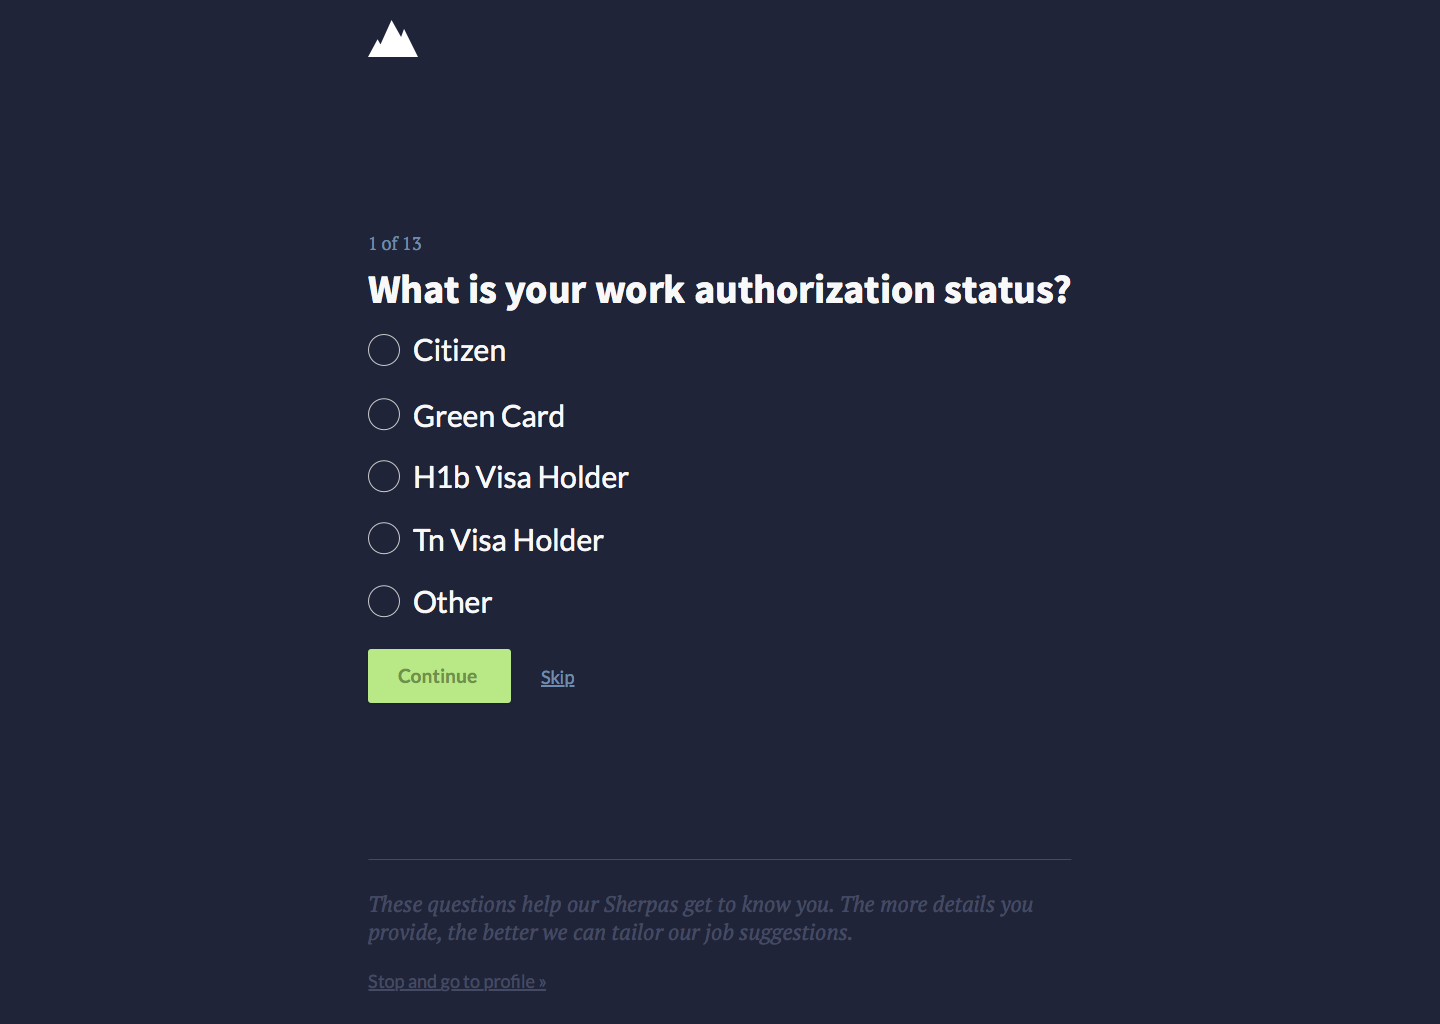 1 of 13
What is your work authorization status?
Citizen
Green Card
H1b Visa Holder
Tn Visa Holder
Other
Continue
Skip
These questions help our Sherpas get to know you. The more details you
provide, the better we can tailor our job suggestions.
Stop and go to profile »